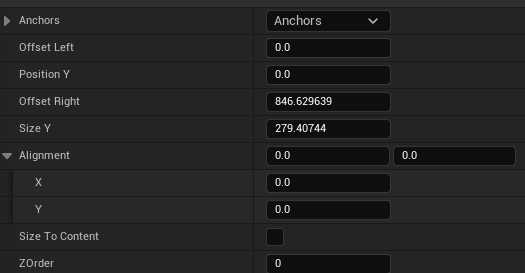 Anchors Anchors
Offset Left 0.0
Position Y 0.0
Offset Right 846.629639
Size Y 279.40744
Alignment 0.0 0.0
X 0.0
Y 0.0
Size To Content
ZOrder 0